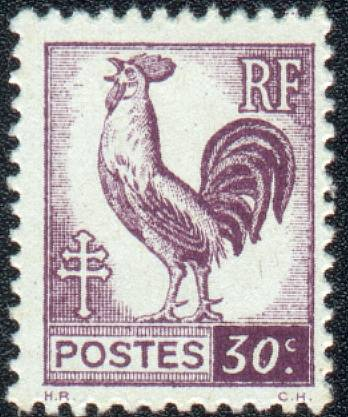 RF
POSTES 30c.
H.R. C.H.